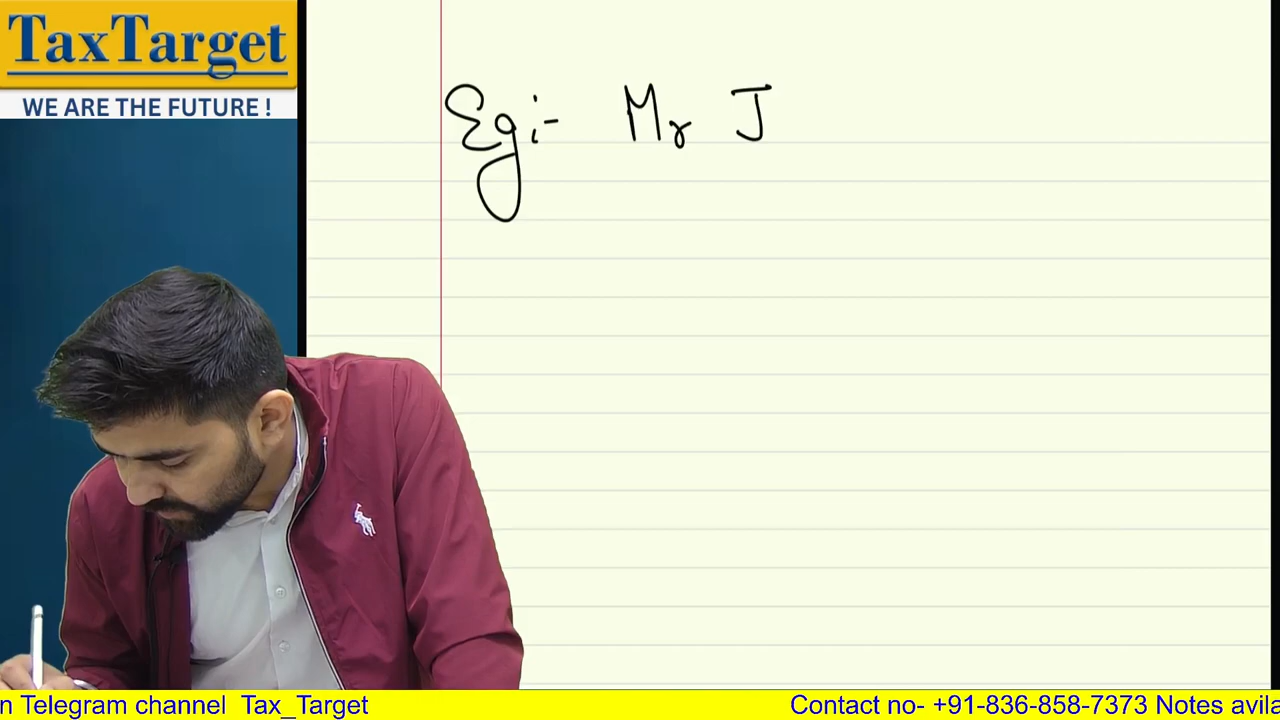 TaxTarget
WE ARE THE FUTURE !
Eg:- Mr J
n Telegram channel Tax_Target
Contact no- +91-836-858-7373 Notes avila